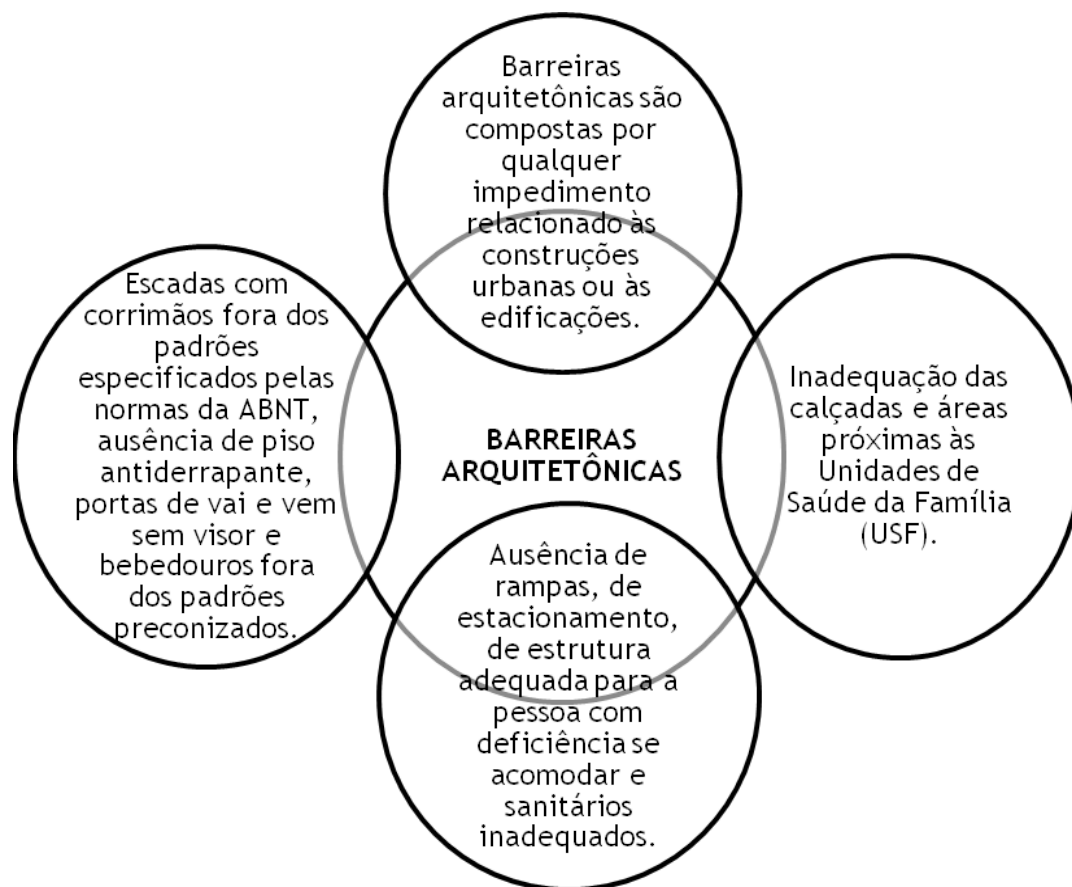 Barreiras
arquitetônicas são
compostas por
qualquer
impedimento
relacionado às
construções
urbanas ou às
edificações.
Escadas com
corrimãos fora dos
padrões
especificados pelas
normas da ABNT,
ausência de piso
antiderrapante,
portas de vai e vem
sem visor e
bebedouros fora
dos padrões
preconizados.
BARREIRAS
ARQUITETÔNICAS
Inadequação das
calçadas e áreas
próximas às
Unidades de
Saúde da Família
(USF).
Ausência de
rampas, de
estacionamento,
de estrutura
adequada para a
pessoa com
deficiência se
acomodar e
sanitários
inadequados.